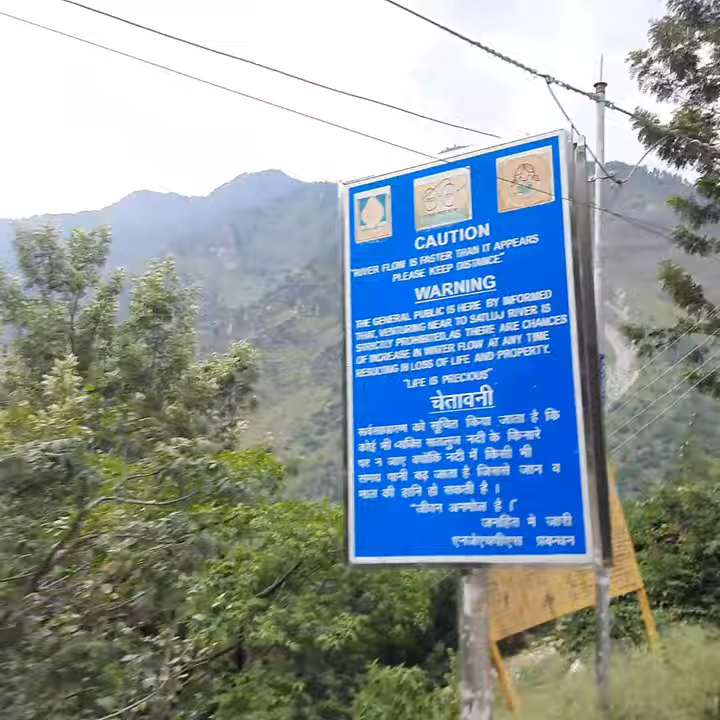 CAUTION
"RIVER FLOW IS FASTER THAN IT APPEARS
PLEASE KEEP DISTANCE."
WARNING
THE GENERAL PUBLIC IS HERE BY INFORMED
THAT, VENTURING NEAR TO SATLUJ RIVER IS
STRICTLY PROHIBITED, AS THERE ARE CHANCES
OF INCREASE IN WATER FLOW AT ANY TIME
RESULTING IN LOSS OF LIFE AND PROPERTY.
"LIFE IS PRECIOUS"
चेतावनी
सर्वसाधारण को सूचित किया जाता है कि
कोई भी व्यक्ति सतलुज नदी के किनारे
पर न जाए क्योंकि नदी में किसी भी
समय पानी बढ़ जाता है जिससे जान व
माल की हानि हो सकती है ।
"जीवन अनमोल है ।"
जनहित में जारी
एनजेएचपीएस प्रबन्धन